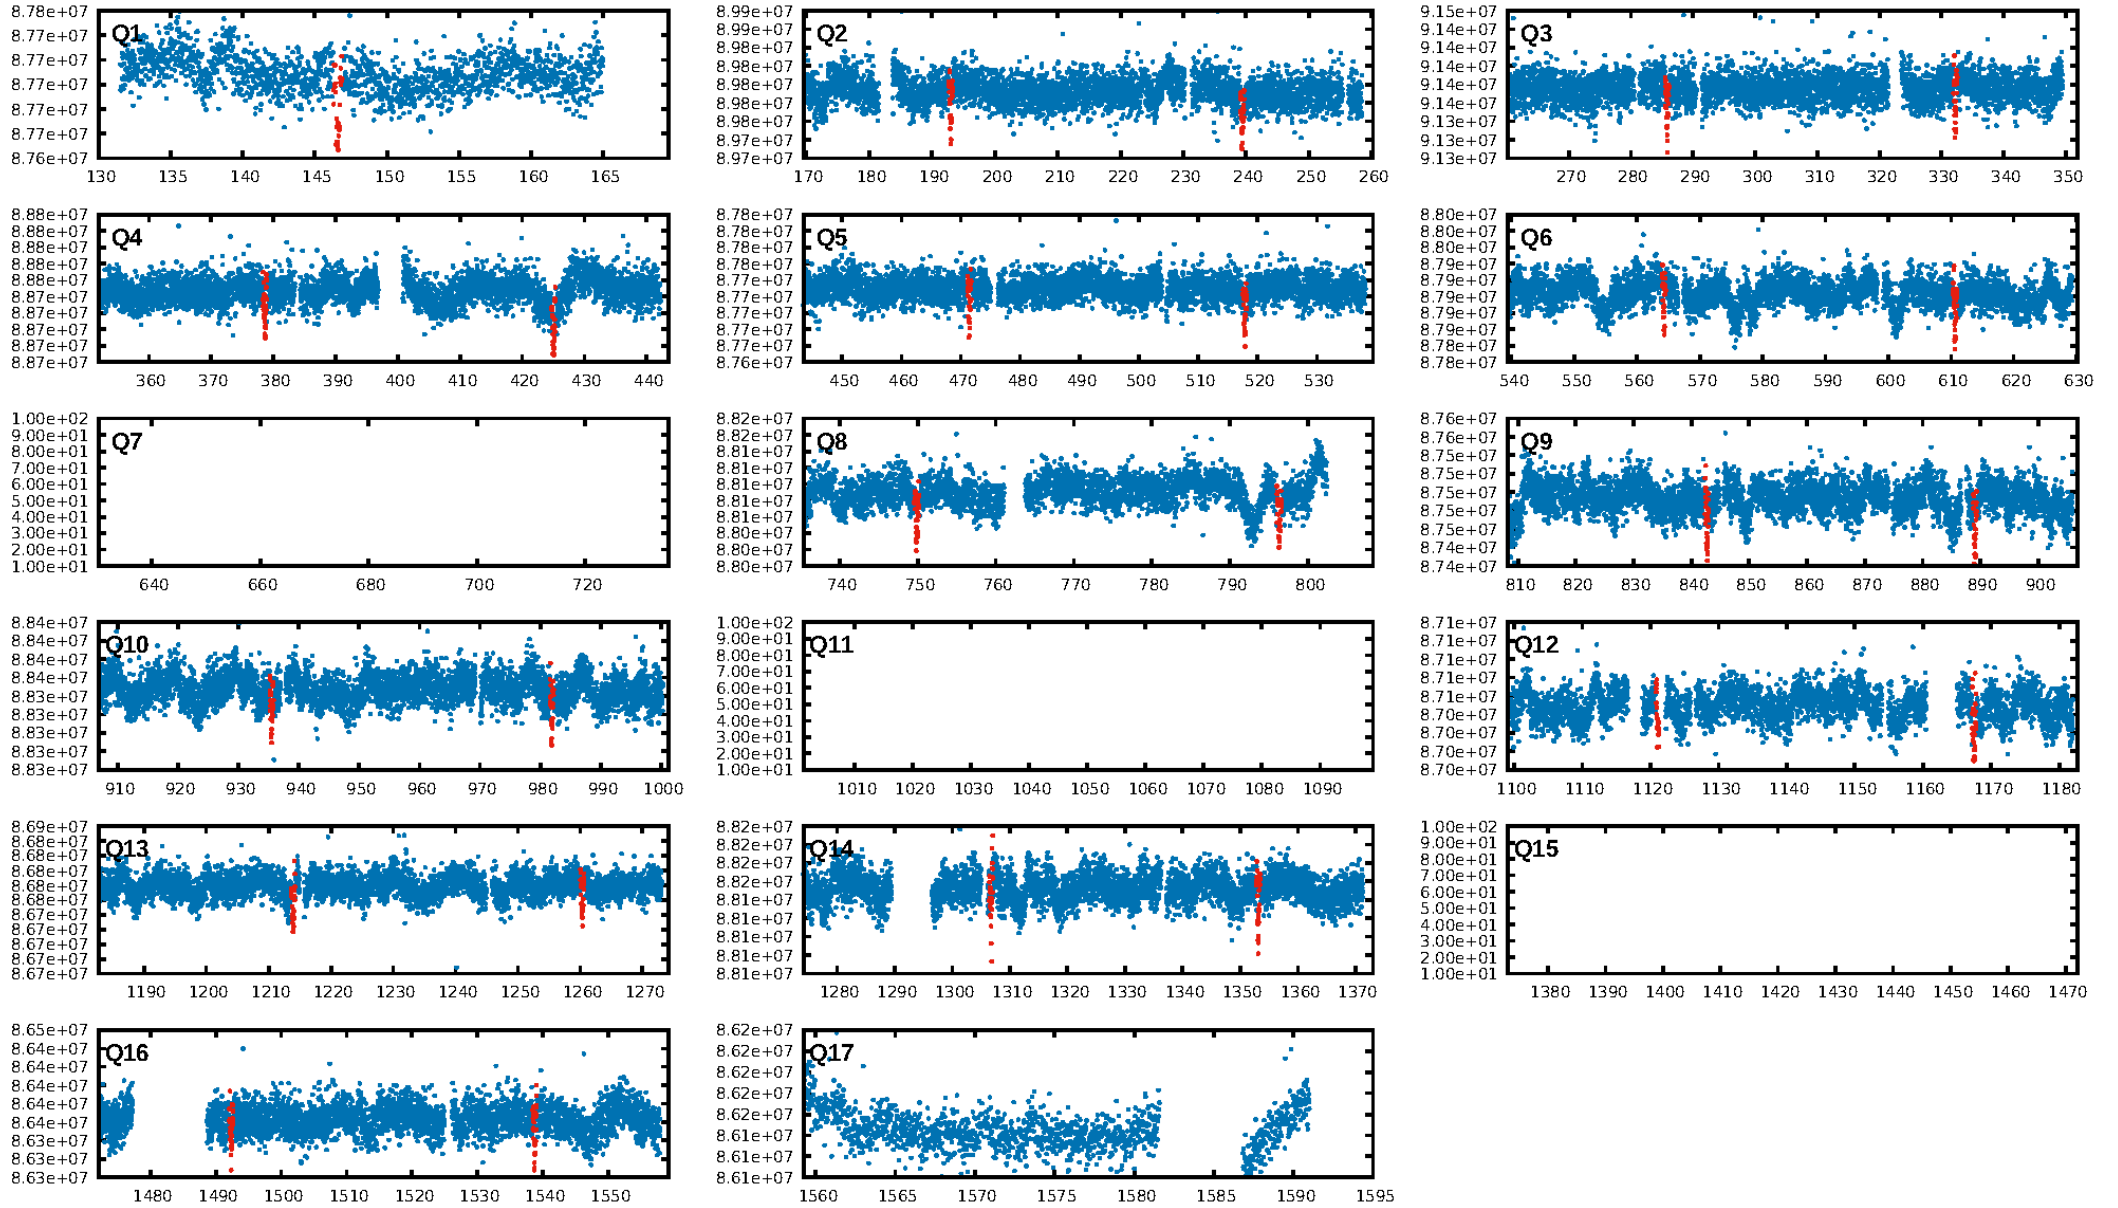 8.78e+07 8.77e+07 8.77e+07 8.77e+07 8.77e+07 8.77e+07 8.76e+07
Q1
130 135 140 145 150 155 160 165
8.99e+07 8.99e+07 8.98e+07 8.98e+07 8.98e+07 8.98e+07 8.98e+07 8.97e+07 8.97e+07
Q2
170 180 190 200 210 220 230 240 250 260
9.15e+07 9.14e+07 9.14e+07 9.14e+07 9.14e+07 9.13e+07 9.13e+07 9.13e+07
Q3
270 280 290 300 310 320 330 340 350
8.88e+07 8.88e+07 8.88e+07 8.88e+07 8.88e+07 8.87e+07 8.87e+07 8.87e+07 8.87e+07
Q4
360 370 380 390 400 410 420 430 440
8.78e+07 8.78e+07 8.78e+07 8.78e+07 8.77e+07 8.77e+07 8.77e+07 8.77e+07 8.76e+07
Q5
450 460 470 480 490 500 510 520 530
8.80e+07 8.80e+07 8.80e+07 8.79e+07 8.79e+07 8.79e+07 8.79e+07 8.79e+07 8.78e+07 8.78e+07
Q6
540 550 560 570 580 590 600 610 620 630
1.00e+02 9.00e+01 8.00e+01 7.00e+01 6.00e+01 5.00e+01 4.00e+01 3.00e+01 2.00e+01 1.00e+01
Q7
640 660 680 700 720
8.82e+07 8.82e+07 8.81e+07 8.81e+07 8.81e+07 8.81e+07 8.81e+07 8.80e+07 8.80e+07
Q8
740 750 760 770 780 790 800
8.76e+07 8.76e+07 8.75e+07 8.75e+07 8.75e+07 8.75e+07 8.75e+07 8.74e+07 8.74e+07
Q9
810 820 830 840 850 860 870 880 890 900
8.84e+07 8.84e+07 8.84e+07 8.84e+07 8.83e+07 8.83e+07 8.83e+07 8.83e+07 8.83e+07
Q10
910 920 930 940 950 960 970 980 990 1000
1.00e+02 9.00e+01 8.00e+01 7.00e+01 6.00e+01 5.00e+01 4.00e+01 3.00e+01 2.00e+01 1.00e+01
Q11
1010 1020 1030 1040 1050 1060 1070 1080 1090
8.71e+07 8.71e+07 8.71e+07 8.71e+07 8.71e+07 8.70e+07 8.70e+07 8.70e+07 8.70e+07
Q12
1100 1110 1120 1130 1140 1150 1160 1170 1180
8.69e+07 8.68e+07 8.68e+07 8.68e+07 8.68e+07 8.68e+07 8.67e+07 8.67e+07 8.67e+07 8.67e+07
Q13
1190 1200 1210 1220 1230 1240 1250 1260 1270
8.82e+07 8.82e+07 8.82e+07 8.82e+07 8.81e+07 8.81e+07 8.81e+07 8.81e+07 8.81e+07
Q14
1280 1290 1300 1310 1320 1330 1340 1350 1360 1370
1.00e+02 9.00e+01 8.00e+01 7.00e+01 6.00e+01 5.00e+01 4.00e+01 3.00e+01 2.00e+01 1.00e+01
Q15
1380 1390 1400 1410 1420 1430 1440 1450 1460 1470
8.65e+07 8.64e+07 8.64e+07 8.64e+07 8.64e+07 8.64e+07 8.63e+07 8.63e+07 8.63e+07
Q16
1480 1490 1500 1510 1520 1530 1540 1550
8.62e+07 8.62e+07 8.62e+07 8.62e+07 8.62e+07 8.61e+07 8.61e+07 8.61e+07
Q17
1560 1565 1570 1575 1580 1585 1590 1595